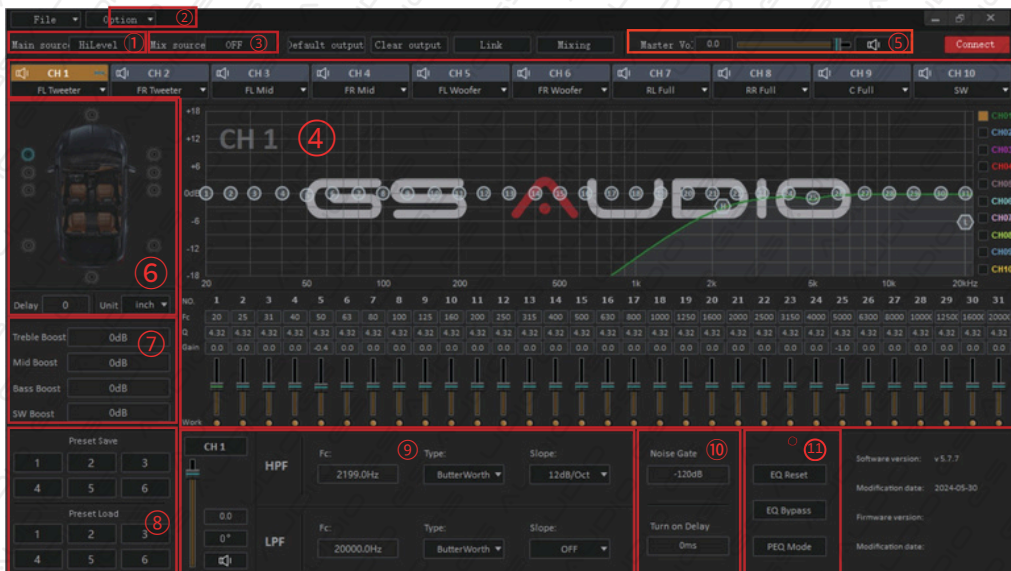 File Option ②
Main source HiLevel ① Mix source OFF ③ Default output Clear output Link Mixing Master Vo. 0.0 ⑤ Connect
CH 1 CH 2 CH 3 CH 4 CH 5 CH 6 CH 7 CH 8 CH 9 CH 10
FL Tweeter FR Tweeter FL Mid FR Mid FL Woofer FR Woofer RL Full RR Full C Full SW
CH 1 ④
GS AUDIO
+18
+12
+6
0dB
-6
-12
-18
20 50 100 200 500 1k 2k 5k 10k 20kHz
CH01
CH02
CH03
CH04
CH05
CH06
CH07
CH08
CH09
CH10
⑥
Delay 0 Unit inch
Treble Boost 0dB ⑦
Mid Boost 0dB
Bass Boost 0dB
SW Boost 0dB
NO. 1 2 3 4 5 6 7 8 9 10 11 12 13 14 15 16 17 18 19 20 21 22 23 24 25 26 27 28 29 30 31
Fc 20 25 31 40 50 63 80 100 125 160 200 250 315 400 500 630 800 1000 1250 1600 2000 2500 3150 4000 5000 6300 8000 10000 12500 16000 20000
Q 4.32 4.32 4.32 4.32 4.32 4.32 4.32 4.32 4.32 4.32 4.32 4.32 4.32 4.32 4.32 4.32 4.32 4.32 4.32 4.32 4.32 4.32 4.32 4.32 4.32 4.32 4.32 4.32 4.32 4.32 4.32
Gain 0.0 0.0 0.0 0.0 -0.4 0.0 0.0 0.0 0.0 0.0 0.0 0.0 0.0 0.0 0.0 0.0 0.0 0.0 0.0 0.0 0.0 0.0 0.0 0.0 -1.0 0.0 0.0 0.0 0.0 0.0 0.0
Work
Preset Save
1 2 3
4 5 6
Preset Load
1 2 3 ⑧
4 5 6
CH 1
0.0
0°
⑨
HPF
Fc: Type: Slope:
2199.0Hz ButterWorth 12dB/Oct
LPF
Fc: Type: Slope:
20000.0Hz ButterWorth OFF
Noise Gate ⑩
-120dB
Turn on Delay
0ms
⑪
EQ Reset
EQ Bypass
PEQ Mode
Software version: v5.7.7
Modification date: 2024-05-30
Firmware version:
Modification date: